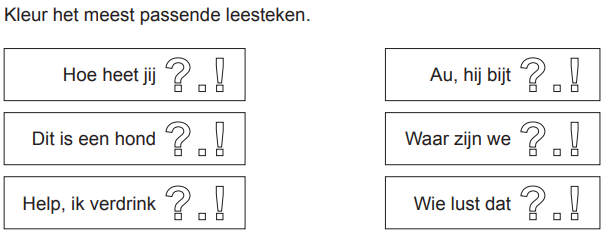 Kleur het meest passende leesteken.
Hoe heet jij ? . !
Au, hij bijt ? . !
Dit is een hond ? . !
Waar zijn we ? . !
Help, ik verdrink ? . !
Wie lust dat ? . !